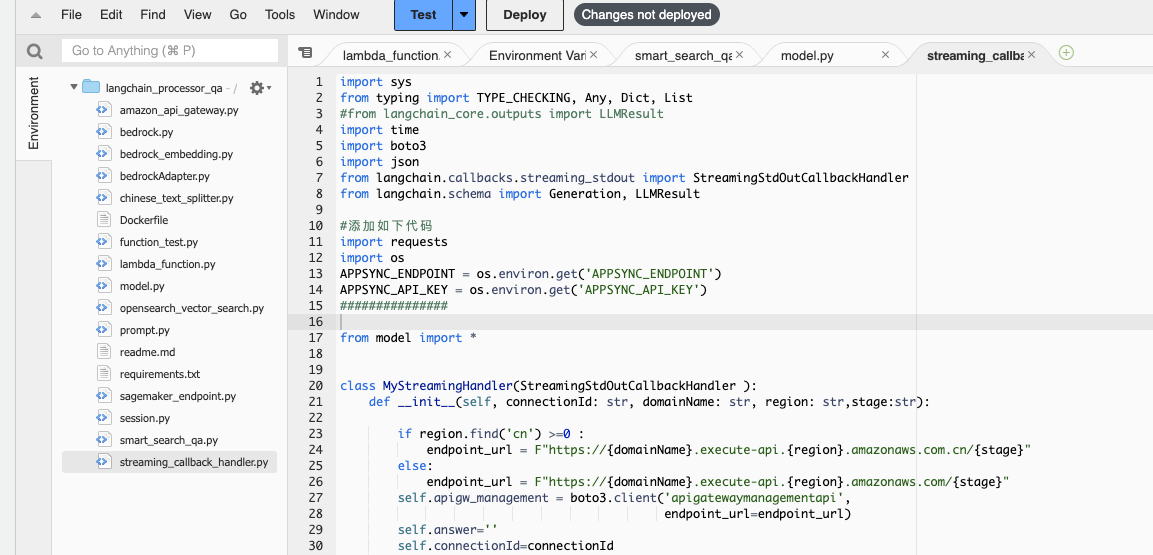 File Edit Find View Go Tools Window Test Deploy Changes not deployed
Go to Anything (⌘ P)
lambda_function. Environment Vari smart_search_qa model.py streaming_callba
Environment
langchain_processor_qa - /
amazon_api_gateway.py
bedrock.py
bedrock_embedding.py
bedrockAdapter.py
chinese_text_splitter.py
Dockerfile
function_test.py
lambda_function.py
model.py
opensearch_vector_search.py
prompt.py
readme.md
requirements.txt
sagemaker_endpoint.py
session.py
smart_search_qa.py
streaming_callback_handler.py
1 import sys
2 from typing import TYPE_CHECKING, Any, Dict, List
3 #from langchain_core.outputs import LLMResult
4 import time
5 import boto3
6 import json
7 from langchain.callbacks.streaming_stdout import StreamingStdOutCallbackHandler
8 from langchain.schema import Generation, LLMResult
9
10 #添加如下代码
11 import requests
12 import os
13 APPSYNC_ENDPOINT = os.environ.get('APPSYNC_ENDPOINT')
14 APPSYNC_API_KEY = os.environ.get('APPSYNC_API_KEY')
15 ###############
16
17 from model import *
18
19
20 class MyStreamingHandler(StreamingStdOutCallbackHandler ):
21 def __init__(self, connectionId: str, domainName: str, region: str,stage:str):
22
23 if region.find('cn') >=0 :
24 endpoint_url = F"https://{domainName}.execute-api.{region}.amazonaws.com.cn/{stage}"
25 else:
26 endpoint_url = F"https://{domainName}.execute-api.{region}.amazonaws.com/{stage}"
27 self.apigw_management = boto3.client('apigatewaymanagementapi',
28 endpoint_url=endpoint_url)
29 self.answer=''
30 self.connectionId=connectionId